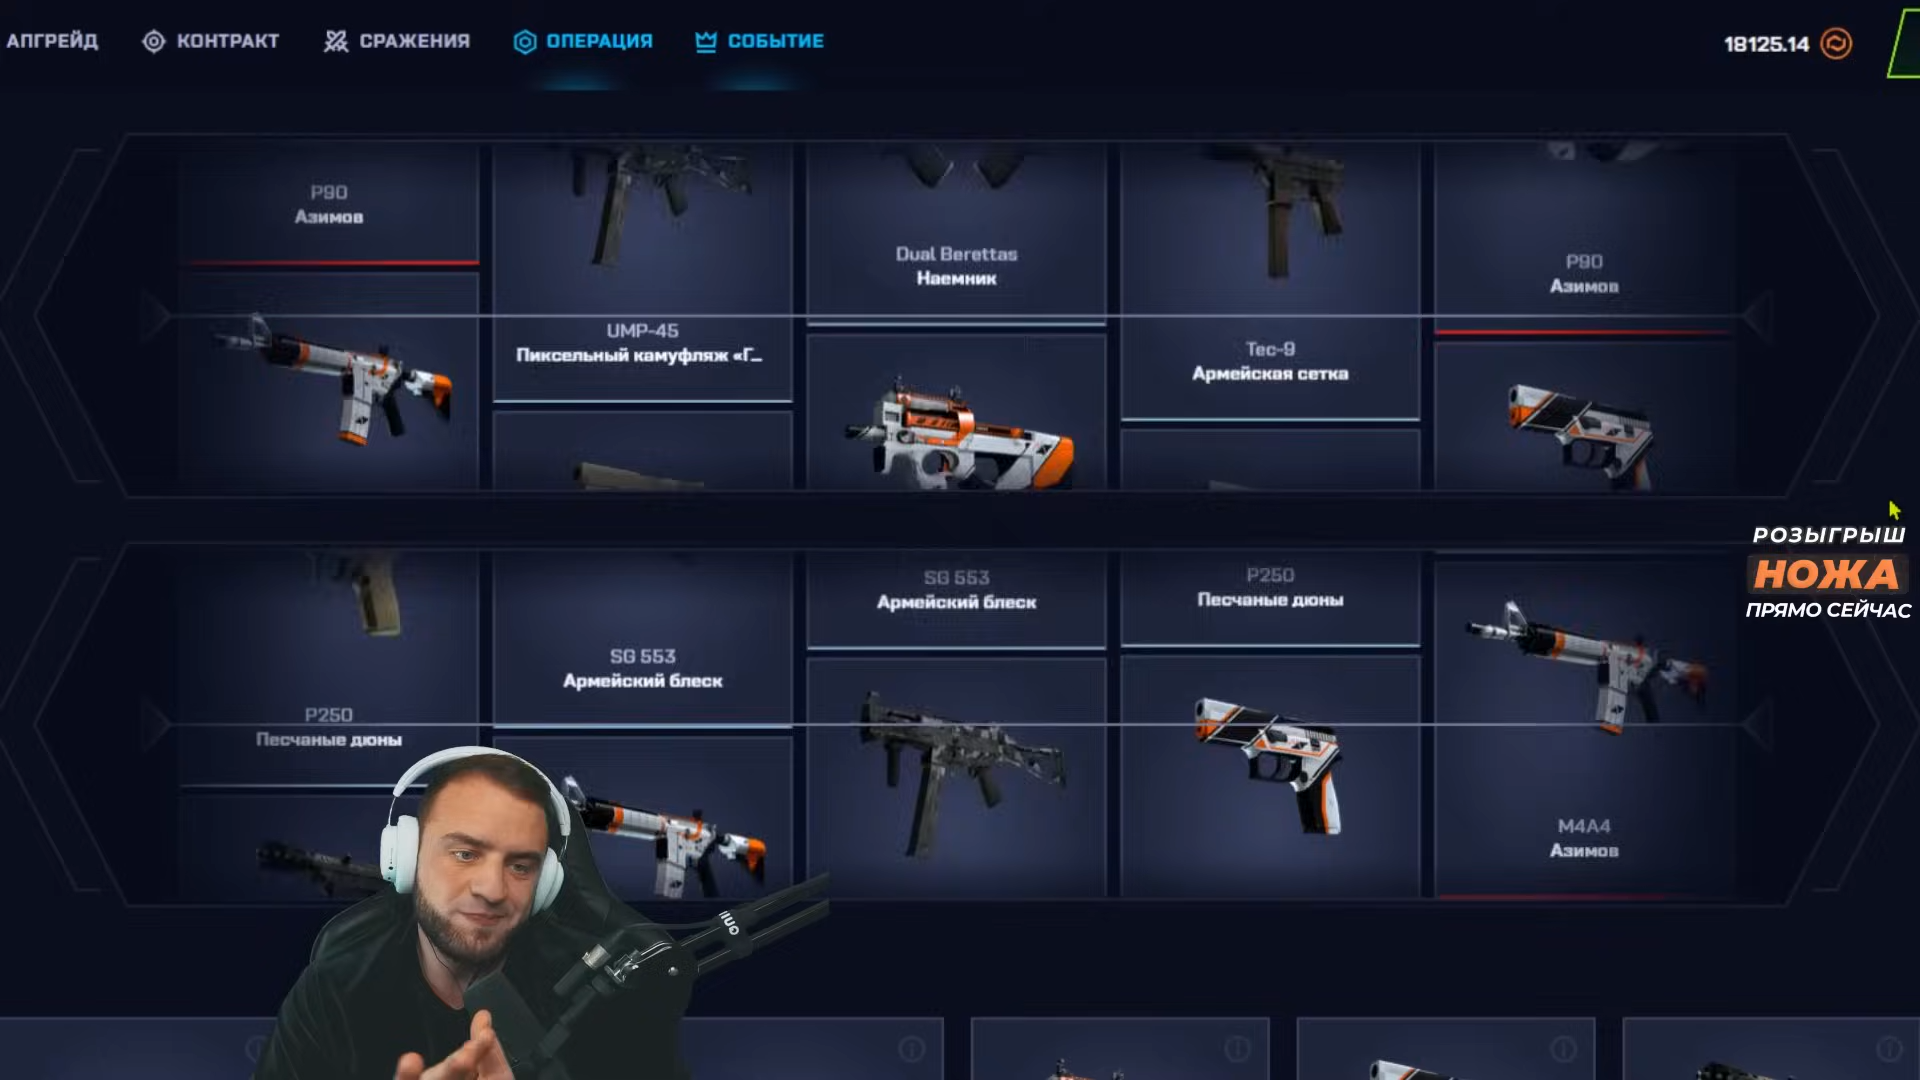 АПГРЕЙД
КОНТРАКТ
СРАЖЕНИЯ
ОПЕРАЦИЯ
СОБЫТИЕ
18125.14
P90
Азимов
UMP-45
Пиксельный камуфляж «Г...
Dual Berettas
Наемник
Tec-9
Армейская сетка
P90
Азимов
РОЗЫГРЫШ
НОЖА
ПРЯМО СЕЙЧАС
P250
Песчаные дюны
SG 553
Армейский блеск
SG 553
Армейский блеск
P250
Песчаные дюны
M4A4
Азимов